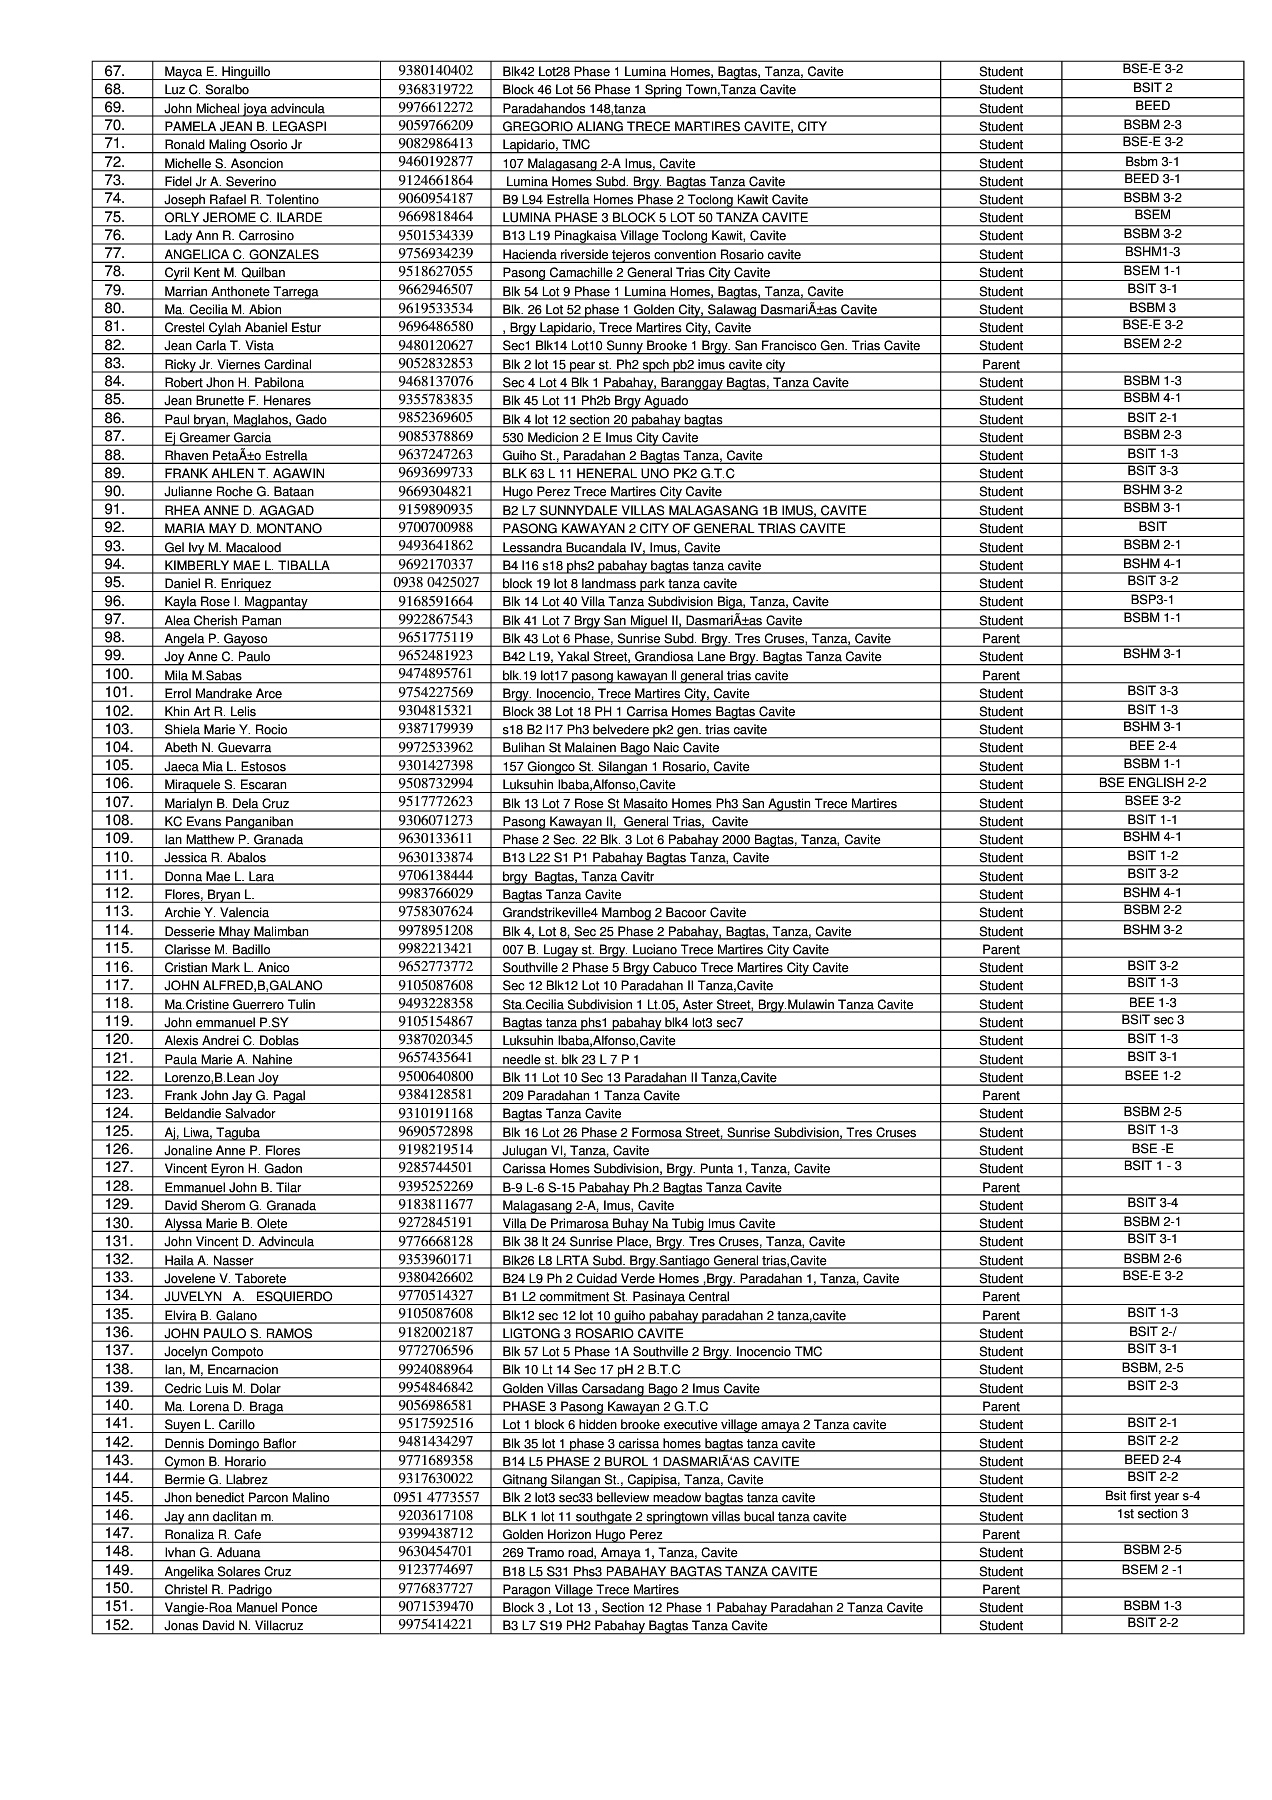 67. Mayca E. Hinguillo 9380140402 Blk42 Lot28 Phase 1 Lumina Homes, Bagtas, Tanza, Cavite Student BSE-E 3-2
68. Luz C. Soralbo 9368319722 Block 46 Lot 56 Phase 1 Spring Town,Tanza Cavite Student BSIT 2
69. John Micheal joya advincula 9976612272 Paradahandos 148,tanza Student BEED
70. PAMELA JEAN B. LEGASPI 9059766209 GREGORIO ALIANG TRECE MARTIRES CAVITE, CITY Student BSBM 2-3
71. Ronald Maling Osorio Jr 9082986413 Lapidario, TMC Student BSE-E 3-2
72. Michelle S. Asoncion 9460192877 107 Malagasang 2-A Imus, Cavite Student Bsbm 3-1
73. Fidel Jr A. Severino 9124661864 Lumina Homes Subd. Brgy. Bagtas Tanza Cavite Student BEED 3-1
74. Joseph Rafael R. Tolentino 9060954187 B9 L94 Estrella Homes Phase 2 Toclong Kawit Cavite Student BSBM 3-2
75. ORLY JEROME C. ILARDE 9669818464 LUMINA PHASE 3 BLOCK 5 LOT 50 TANZA CAVITE Student BSEM
76. Lady Ann R. Carrosino 9501534339 B13 L19 Pinagkaisa Village Toclong Kawit, Cavite Student BSBM 3-2
77. ANGELICA C. GONZALES 9756934239 Hacienda riverside tejeros convention Rosario cavite Student BSHM1-3
78. Cyril Kent M. Quilban 9518627055 Pasong Camachille 2 General Trias City Cavite Student BSEM 1-1
79. Marrian Anthonete Tarrega 9662946507 Blk 54 Lot 9 Phase 1 Lumina Homes, Bagtas, Tanza, Cavite Student BSIT 3-1
80. Ma. Cecilia M. Abion 9619533534 Blk. 26 Lot 52 phase 1 Golden City, Salawag DasmariÃ±as Cavite Student BSBM 3
81. Crestel Cylah Abaniel Estur 9696486580 , Brgy Lapidario, Trece Martires City, Cavite Student BSE-E 3-2
82. Jean Carla T. Vista 9480120627 Sec1 Blk14 Lot10 Sunny Brooke 1 Brgy. San Francisco Gen. Trias Cavite Student BSEM 2-2
83. Ricky Jr. Viernes Cardinal 9052832853 Blk 2 lot 15 pear st. Ph2 spch pb2 imus cavite city Parent
84. Robert Jhon H. Pabilona 9468137076 Sec 4 Lot 4 Blk 1 Pabahay, Baranggay Bagtas, Tanza Cavite Student BSBM 1-3
85. Jean Brunette F. Henares 9355783835 Blk 45 Lot 11 Ph2b Brgy Aguado Student BSBM 4-1
86. Paul bryan, Maglahos, Gado 9852369605 Blk 4 lot 12 section 20 pabahay bagtas Student BSIT 2-1
87. Ej Greamer Garcia 9085378869 530 Medicion 2 E Imus City Cavite Student BSBM 2-3
88. Rhaven PetaÃ±o Estrella 9637247263 Guiho St., Paradahan 2 Bagtas Tanza, Cavite Student BSIT 1-3
89. FRANK AHLEN T. AGAWIN 9693699733 BLK 63 L 11 HENERAL UNO PK2 G.T.C Student BSIT 3-3
90. Julianne Roche G. Bataan 9669304821 Hugo Perez Trece Martires City Cavite Student BSHM 3-2
91. RHEA ANNE D. AGAGAD 9159890935 B2 L7 SUNNYDALE VILLAS MALAGASANG 1B IMUS, CAVITE Student BSBM 3-1
92. MARIA MAY D. MONTANO 9700700988 PASONG KAWAYAN 2 CITY OF GENERAL TRIAS CAVITE Student BSIT
93. Gel Ivy M. Macalood 9493641862 Lessandra Bucandala IV, Imus, Cavite Student BSBM 2-1
94. KIMBERLY MAE L. TIBALLA 9692170337 B4 l16 s18 phs2 pabahay bagtas tanza cavite Student BSHM 4-1
95. Daniel R. Enriquez 0938 0425027 block 19 lot 8 landmass park tanza cavite Student BSIT 3-2
96. Kayla Rose I. Magpantay 9168591664 Blk 14 Lot 40 Villa Tanza Subdivision Biga, Tanza, Cavite Student BSP3-1
97. Alea Cherish Paman 9922867543 Blk 41 Lot 7 Brgy San Miguel II, DasmariÃ±as Cavite Student BSBM 1-1
98. Angela P. Gayoso 9651775119 Blk 43 Lot 6 Phase, Sunrise Subd. Brgy. Tres Cruses, Tanza, Cavite Parent
99. Joy Anne C. Paulo 9652481923 B42 L19, Yakal Street, Grandiosa Lane Brgy. Bagtas Tanza Cavite Student BSHM 3-1
100. Mila M.Sabas 9474895761 blk.19 lot17 pasong kawayan ll general trias cavite Parent
101. Errol Mandrake Arce 9754227569 Brgy. Inocencio, Trece Martires City, Cavite Student BSIT 3-3
102. Khin Art R. Lelis 9304815321 Block 38 Lot 18 PH 1 Carrisa Homes Bagtas Cavite Student BSIT 1-3
103. Shiela Marie Y. Rocio 9387179939 s18 B2 l17 Ph3 belvedere pk2 gen. trias cavite Student BSHM 3-1
104. Abeth N. Guevarra 9972533962 Bulihan St Malainen Bago Naic Cavite Student BEE 2-4
105. Jaeca Mia L. Estosos 9301427398 157 Giongco St. Silangan 1 Rosario, Cavite Student BSBM 1-1
106. Miraquele S. Escaran 9508732994 Luksuhin Ibaba,Alfonso,Cavite Student BSE ENGLISH 2-2
107. Marialyn B. Dela Cruz 9517772623 Blk 13 Lot 7 Rose St Masaito Homes Ph3 San Agustin Trece Martires Student BSEE 3-2
108. KC Evans Panganiban 9306071273 Pasong Kawayan II, General Trias, Cavite Student BSIT 1-1
109. Ian Matthew P. Granada 9630133611 Phase 2 Sec. 22 Blk. 3 Lot 6 Pabahay 2000 Bagtas, Tanza, Cavite Student BSHM 4-1
110. Jessica R. Abalos 9630133874 B13 L22 S1 P1 Pabahay Bagtas Tanza, Cavite Student BSIT 1-2
111. Donna Mae L. Lara 9706138444 brgy Bagtas, Tanza Cavitr Student BSIT 3-2
112. Flores, Bryan L. 9983766029 Bagtas Tanza Cavite Student BSHM 4-1
113. Archie Y. Valencia 9758307624 Grandstrikeville4 Mambog 2 Bacoor Cavite Student BSBM 2-2
114. Desserie Mhay Malimban 9978951208 Blk 4, Lot 8, Sec 25 Phase 2 Pabahay, Bagtas, Tanza, Cavite Student BSHM 3-2
115. Clarisse M. Badillo 9982213421 007 B. Lugay st. Brgy. Luciano Trece Martires City Cavite Parent
116. Cristian Mark L. Anico 9652773772 Southville 2 Phase 5 Brgy Cabuco Trece Martires City Cavite Student BSIT 3-2
117. JOHN ALFRED,B,GALANO 9105087608 Sec 12 Blk12 Lot 10 Paradahan II Tanza,Cavite Student BSIT 1-3
118. Ma.Cristine Guerrero Tulin 9493228358 Sta.Cecilia Subdivision 1 Lt.05, Aster Street, Brgy.Mulawin Tanza Cavite Student BEE 1-3
119. John emmanuel P.SY 9105154867 Bagtas tanza phs1 pabahay blk4 lot3 sec7 Student BSIT sec 3
120. Alexis Andrei C. Doblas 9387020345 Luksuhin Ibaba,Alfonso,Cavite Student BSIT 1-3
121. Paula Marie A. Nahine 9657435641 needle st. blk 23 L 7 P 1 Student BSIT 3-1
122. Lorenzo,B.Lean Joy 9500640800 Blk 11 Lot 10 Sec 13 Paradahan II Tanza,Cavite Student BSEE 1-2
123. Frank John Jay G. Pagal 9384128581 209 Paradahan 1 Tanza Cavite Parent
124. Beldandie Salvador 9310191168 Bagtas Tanza Cavite Student BSBM 2-5
125. Aj, Liwa, Taguba 9690572898 Blk 16 Lot 26 Phase 2 Formosa Street, Sunrise Subdivision, Tres Cruses Student BSIT 1-3
126. Jonaline Anne P. Flores 9198219514 Julugan VI, Tanza, Cavite Student BSE -E
127. Vincent Eyron H. Gadon 9285744501 Carissa Homes Subdivision, Brgy. Punta 1, Tanza, Cavite Student BSIT 1 - 3
128. Emmanuel John B. Tilar 9395252269 B-9 L-6 S-15 Pabahay Ph.2 Bagtas Tanza Cavite Parent
129. David Sherom G. Granada 9183811677 Malagasang 2-A, Imus, Cavite Student BSIT 3-4
130. Alyssa Marie B. Olete 9272845191 Villa De Primarosa Buhay Na Tubig Imus Cavite Student BSBM 2-1
131. John Vincent D. Advincula 9776668128 Blk 38 lt 24 Sunrise Place, Brgy. Tres Cruses, Tanza, Cavite Student BSIT 3-1
132. Haila A. Nasser 9353960171 Blk26 L8 LRTA Subd. Brgy.Santiago General trias,Cavite Student BSBM 2-6
133. Jovelene V. Taborete 9380426602 B24 L9 Ph 2 Cuidad Verde Homes ,Brgy. Paradahan 1, Tanza, Cavite Student BSE-E 3-2
134. JUVELYN A. ESQUIERDO 9770514327 B1 L2 commitment St. Pasinaya Central Parent
135. Elvira B. Galano 9105087608 Blk12 sec 12 lot 10 guiho pabahay paradahan 2 tanza,cavite Parent BSIT 1-3
136. JOHN PAULO S. RAMOS 9182002187 LIGTONG 3 ROSARIO CAVITE Student BSIT 2-/
137. Jocelyn Compoto 9772706596 Blk 57 Lot 5 Phase 1A Southville 2 Brgy. Inocencio TMC Student BSIT 3-1
138. Ian, M, Encarnacion 9924088964 Blk 10 Lt 14 Sec 17 pH 2 B.T.C Student BSBM, 2-5
139. Cedric Luis M. Dolar 9954846842 Golden Villas Carsadang Bago 2 Imus Cavite Student BSIT 2-3
140. Ma. Lorena D. Braga 9056986581 PHASE 3 Pasong Kawayan 2 G.T.C Parent
141. Suyen L. Carillo 9517592516 Lot 1 block 6 hidden brooke executive village amaya 2 Tanza cavite Student BSIT 2-1
142. Dennis Domingo Baflor 9481434297 Blk 35 lot 1 phase 3 carissa homes bagtas tanza cavite Student BSIT 2-2
143. Cymon B. Horario 9771689358 B14 L5 PHASE 2 BUROL 1 DASMARIÃ‘AS CAVITE Student BEED 2-4
144. Bermie G. Llabrez 9317630022 Gitnang Silangan St., Capipisa, Tanza, Cavite Student BSIT 2-2
145. Jhon benedict Parcon Malino 0951 4773557 Blk 2 lot3 sec33 belleview meadow bagtas tanza cavite Student Bsit first year s-4
146. Jay ann daclitan m. 9203617108 BLK 1 lot 11 southgate 2 springtown villas bucal tanza cavite Student 1st section 3
147. Ronaliza R. Cafe 9399438712 Golden Horizon Hugo Perez Parent
148. Ivhan G. Aduana 9630454701 269 Tramo road, Amaya 1, Tanza, Cavite Student BSBM 2-5
149. Angelika Solares Cruz 9123774697 B18 L5 S31 Phs3 PABAHAY BAGTAS TANZA CAVITE Student BSEM 2 -1
150. Christel R. Padrigo 9776837727 Paragon Village Trece Martires Parent
151. Vangie-Roa Manuel Ponce 9071539470 Block 3 , Lot 13 , Section 12 Phase 1 Pabahay Paradahan 2 Tanza Cavite Student BSBM 1-3
152. Jonas David N. Villacruz 9975414221 B3 L7 S19 PH2 Pabahay Bagtas Tanza Cavite Student BSIT 2-2